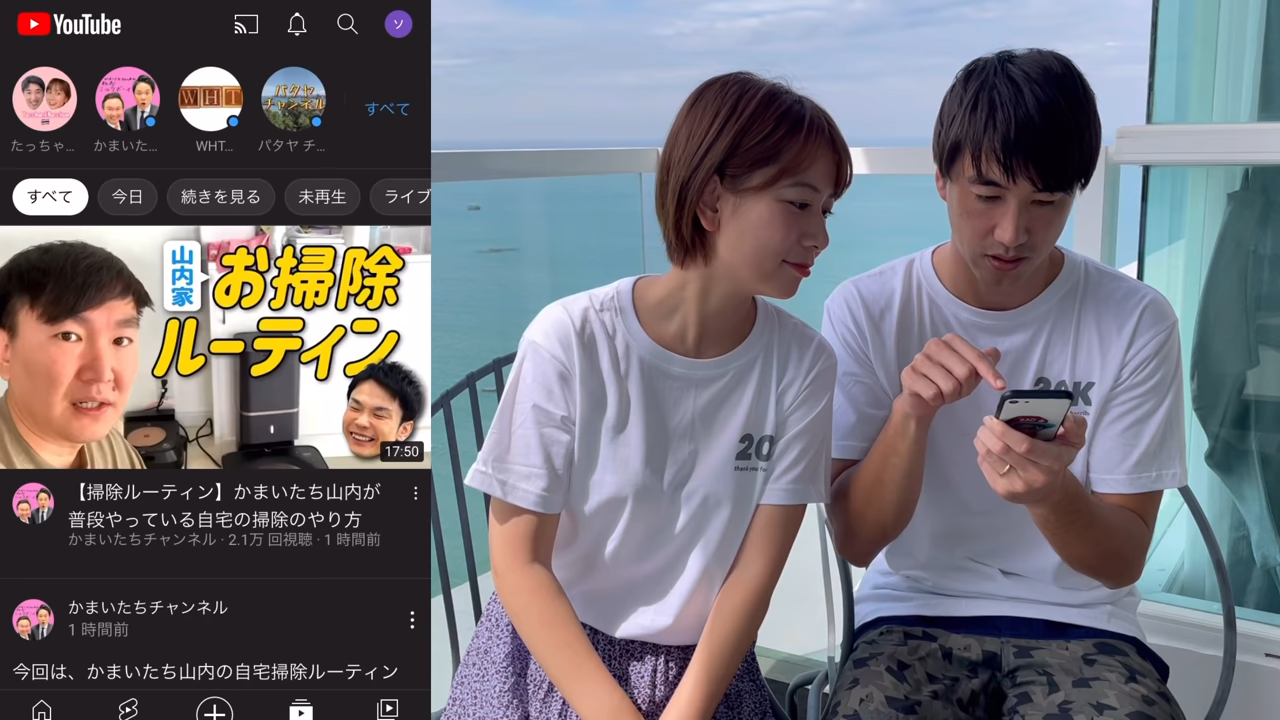 YouTube
ソ
たっちゃ...
かまいた...
WHT
WHT...
パタヤ
チャンネル
パタヤ チ...
すべて
すべて
今日
続きを見る
未再生
ライブ
山内家
お掃除
ルーティン
17:50
【掃除ルーティン】かまいたち山内が
普段やっている自宅の掃除のやり方
かまいたちチャンネル · 2.1万 回視聴 · 1 時間前
かまいたちチャンネル
1 時間前
今回は、かまいたち山内の自宅掃除ルーティン
20
thank you for
20K